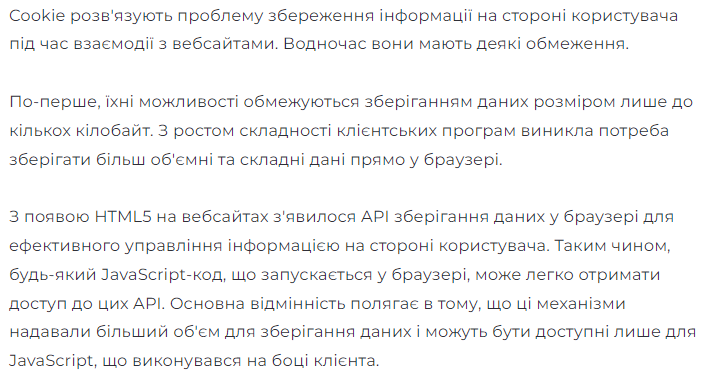 Cookie розв'язують проблему збереження інформації на стороні користувача
під час взаємодії з вебсайтами. Водночас вони мають деякі обмеження.
По-перше, їхні можливості обмежуються зберіганням даних розміром лише до
кількох кілобайт. З ростом складності клієнтських програм виникла потреба
зберігати більш об'ємні та складні дані прямо у браузері.
З появою HTML5 на вебсайтах з'явилося API зберігання даних у браузері для
ефективного управління інформацією на стороні користувача. Таким чином,
будь-який JavaScript-код, що запускається у браузері, може легко отримати
доступ до цих API. Основна відмінність полягає в тому, що ці механізми
надавали більший об'єм для зберігання даних і можуть бути доступні лише для
JavaScript, що виконувався на боці клієнта.